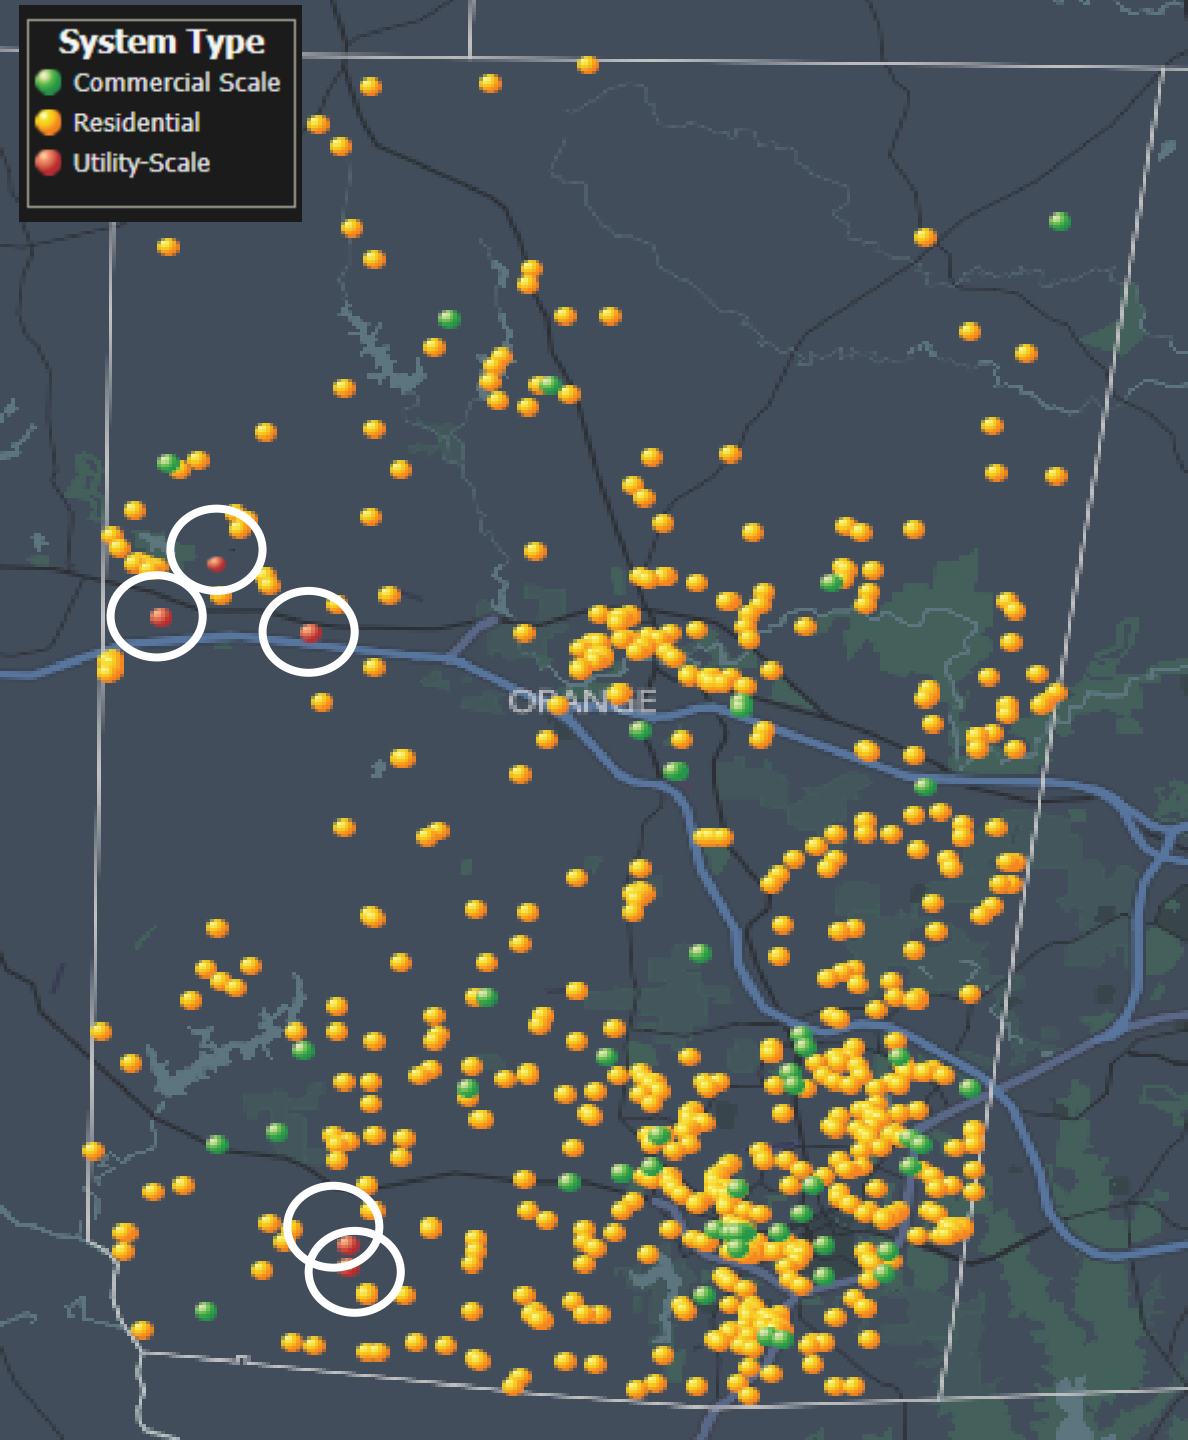 System Type
Commercial Scale
Residential
Utility-Scale
ORANGE